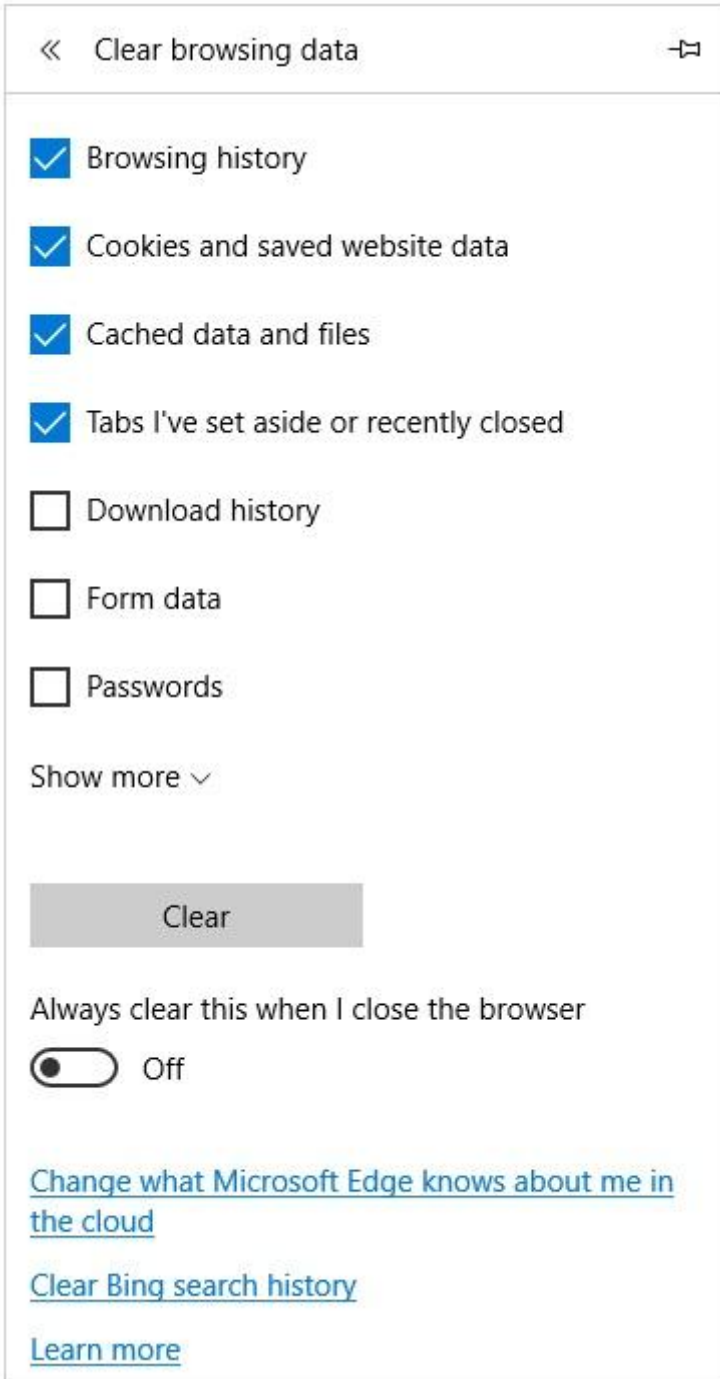 Clear browsing data
Browsing history
Cookies and saved website data
Cached data and files
Tabs I've set aside or recently closed
Download history
Form data
Passwords
Show more
Clear
Always clear this when I close the browser
Off
Change what Microsoft Edge knows about me in
the cloud
Clear Bing search history
Learn more